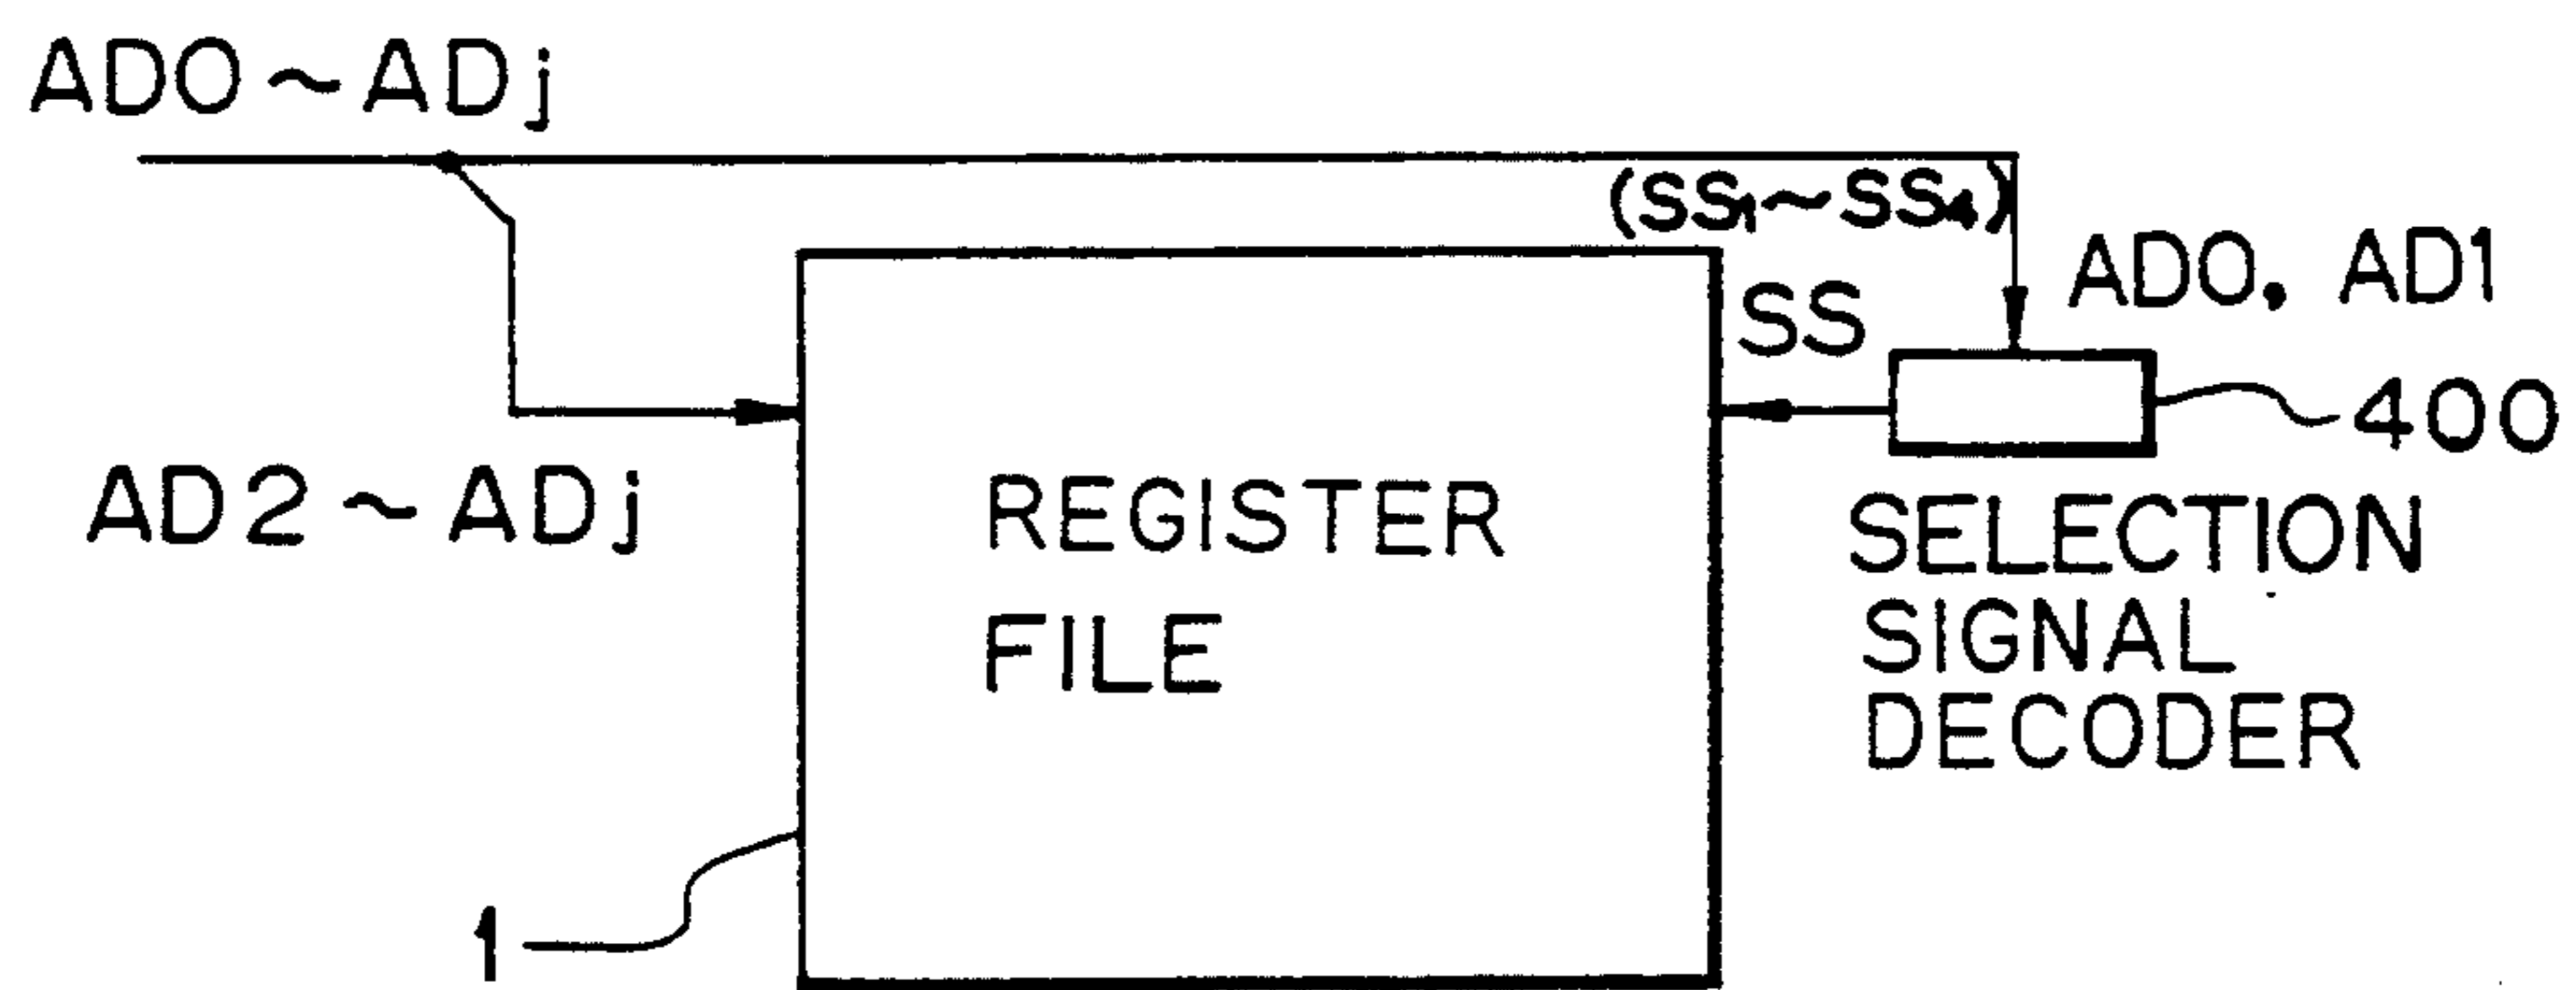 AD0 ~ ADj
(SS1~SS4)
AD0, AD1
SS
400
AD2 ~ ADj
REGISTER
FILE
SELECTION
SIGNAL
DECODER
1